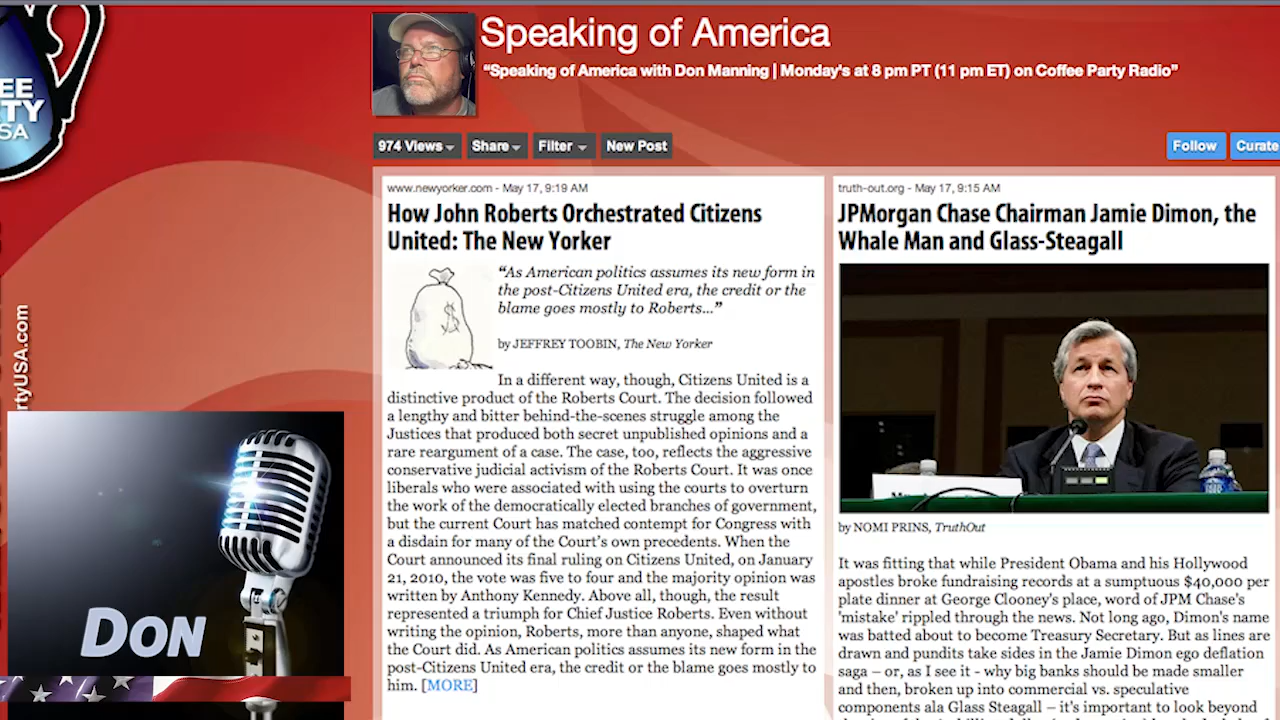 EE
TY
SA
Speaking of America
“Speaking of America with Don Manning | Monday's at 8 pm PT (11 pm ET) on Coffee Party Radio”
974 Views
Share
Filter
New Post
Follow
Curate
www.newyorker.com - May 17, 9:19 AM
How John Roberts Orchestrated Citizens
United: The New Yorker
“As American politics assumes its new form in
the post-Citizens United era, the credit or the
blame goes mostly to Roberts...”
by JEFFREY TOOBIN, The New Yorker
In a different way, though, Citizens United is a
distinctive product of the Roberts Court. The decision followed
a lengthy and bitter behind-the-scenes struggle among the
Justices that produced both secret unpublished opinions and a
rare reargument of a case. The case, too, reflects the aggressive
conservative judicial activism of the Roberts Court. It was once
liberals who were associated with using the courts to overturn
the work of the democratically elected branches of government,
but the current Court has matched contempt for Congress with
a disdain for many of the Court's own precedents. When the
Court announced its final ruling on Citizens United, on January
21, 2010, the vote was five to four and the majority opinion was
written by Anthony Kennedy. Above all, though, the result
represented a triumph for Chief Justice Roberts. Even without
writing the opinion, Roberts, more than anyone, shaped what
the Court did. As American politics assumes its new form in the
post-Citizens United era, the credit or the blame goes mostly to
him. [MORE]
truth-out.org - May 17, 9:15 AM
JPMorgan Chase Chairman Jamie Dimon, the
Whale Man and Glass-Steagall
by NOMI PRINS, TruthOut
It was fitting that while President Obama and his Hollywood
apostles broke fundraising records at a sumptuous $40,000 per
plate dinner at George Clooney's place, word of JPM Chase's
'mistake' rippled through the news. Not long ago, Dimon's name
was batted about to become Treasury Secretary. But as lines are
drawn and pundits take sides in the Jamie Dimon ego deflation
saga – or, as I see it - why big banks should be made smaller
and then, broken up into commercial vs. speculative
components ala Glass Steagall – it's important to look beyond
rtyUSA.com
DON